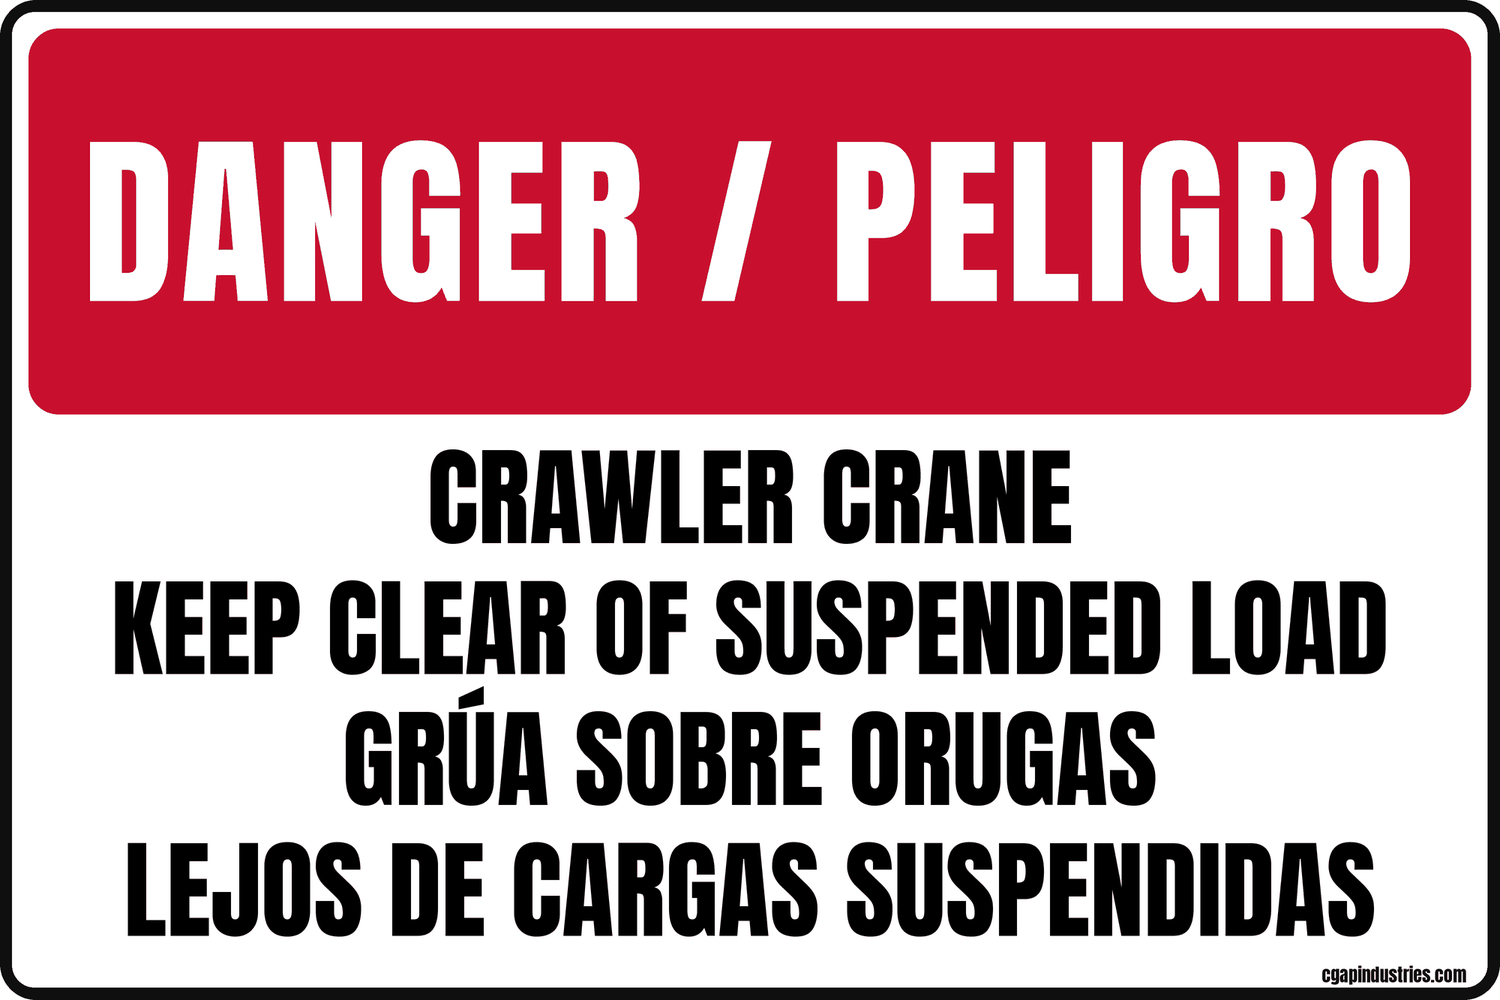 DANGER / PELIGRO
CRAWLER CRANE
KEEP CLEAR OF SUSPENDED LOAD
GRÚA SOBRE ORUGAS
LEJOS DE CARGAS SUSPENDIDAS
cgapindustries.com